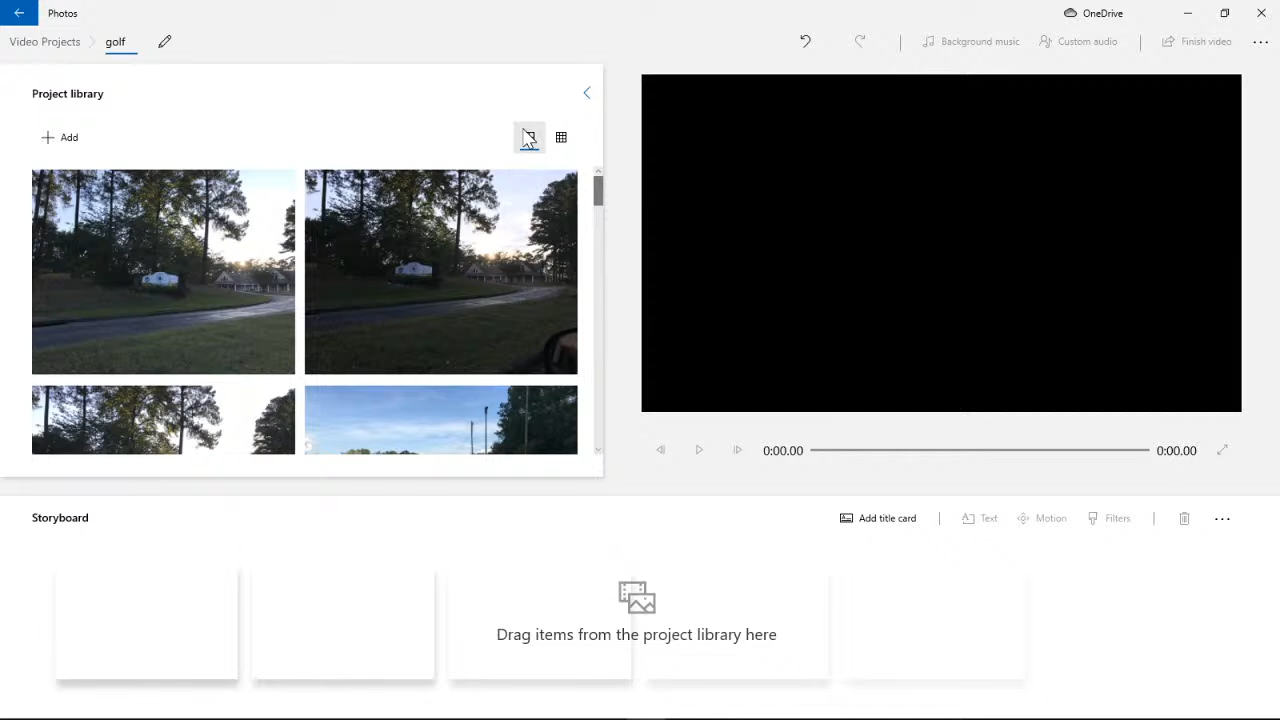 Photos
OneDrive
Video Projects
golf
Background music
Custom audio
Finish video
Project library
Add
0:00.00
0:00.00
Storyboard
Add title card
Text
Motion
Filters
Drag items from the project library here